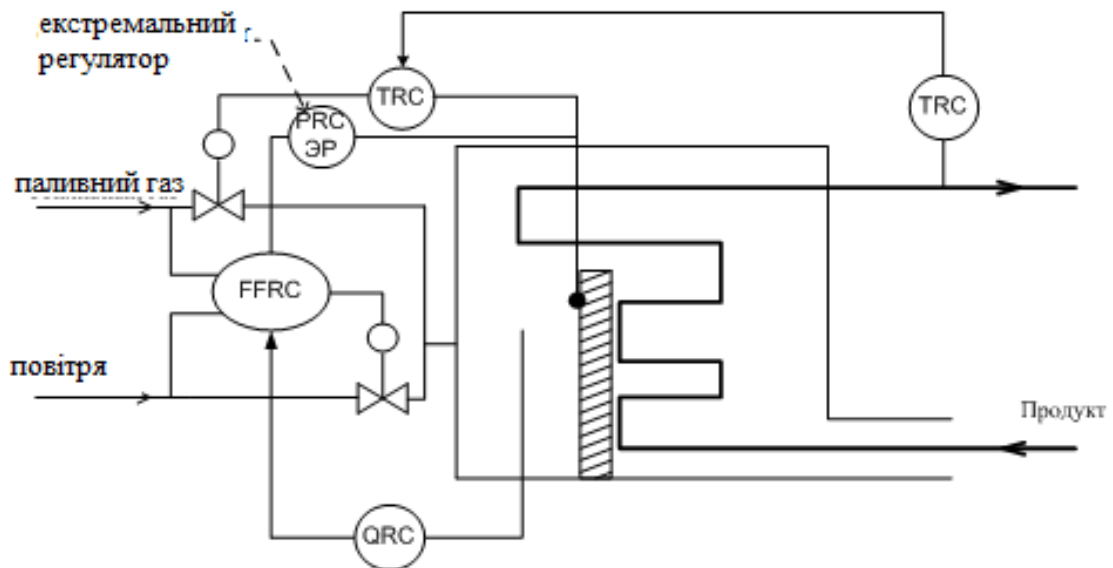 екстремальний
регулятор
TRC
TRC
PRC
ЭР
паливний газ
FFRC
повітря
Продукт
QRC